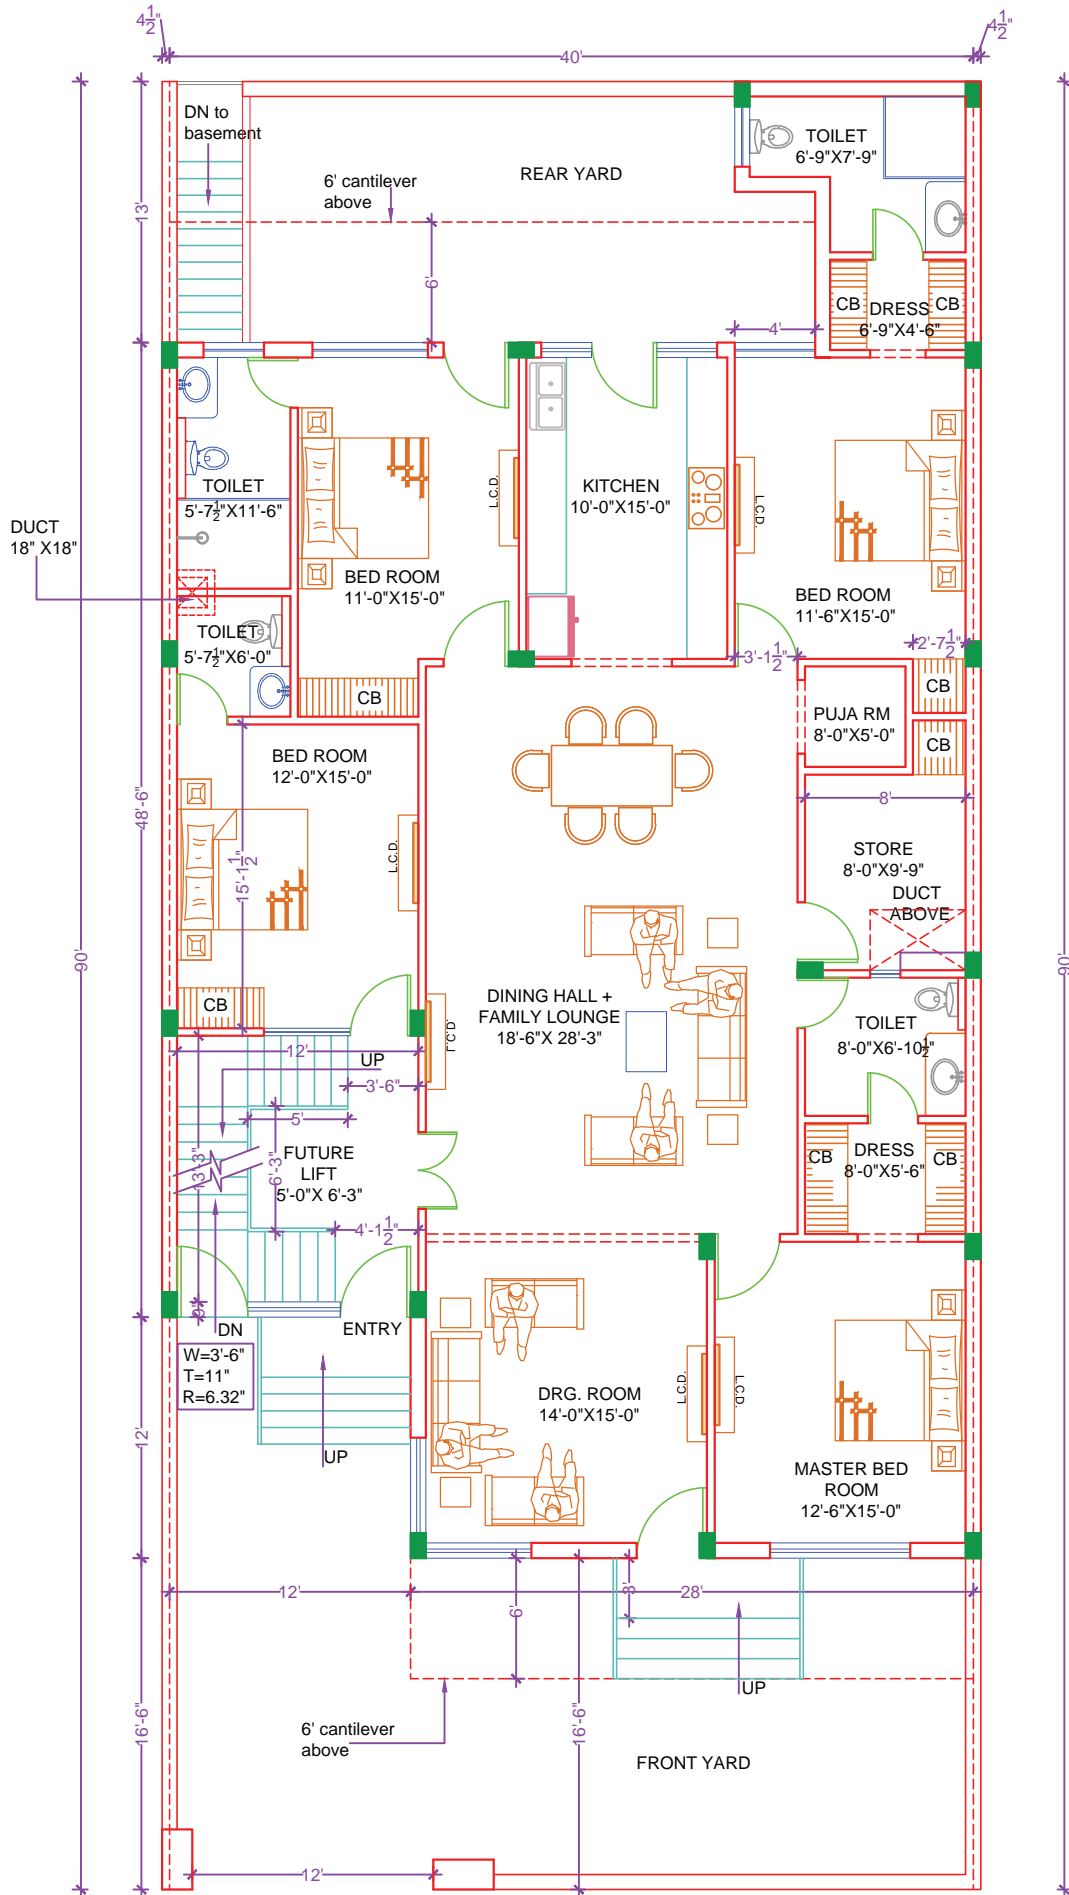 4½"
4½"
40'
DN to
basement
TOILET
6'-9"X7'-9"
REAR YARD
6' cantilever
above
13'
6'
CB
DRESS
CB
6'-9"X4'-6"
4'
TOILET
5'-7½"X11'-6"
L.C.D.
KITCHEN
10'-0"X15'-0"
L.C.D.
DUCT
18" X18"
BED ROOM
11'-0"X15'-0"
BED ROOM
11'-6"X15'-0"
TOILET
5'-7½"X6'-0"
3'-1½"
2'-7½"
CB
CB
PUJA RM
8'-0"X5'-0"
CB
BED ROOM
12'-0"X15'-0"
48'-6"
15'-1½"
L.C.D.
8'
STORE
8'-0"X9'-9"
DUCT
ABOVE
90'
90'
CB
DINING HALL +
FAMILY LOUNGE
18'-6"X 28'-3"
L.C.D.
TOILET
8'-0"X6'-10½"
12'
UP
3'-6"
5'
FUTURE
LIFT
5'-0"X 6'-3"
6'-3"
13'-3"
CB
DRESS
CB
8'-0"X5'-6"
4'-1½"
9"
DN
ENTRY
W=3'-6"
T=11"
R=6.32"
L.C.D.
L.C.D.
DRG. ROOM
14'-0"X15'-0"
12'
UP
MASTER BED
ROOM
12'-6"X15'-0"
12'
6'
3'
28'
UP
16'-6"
16'-6"
6' cantilever
above
FRONT YARD
12'